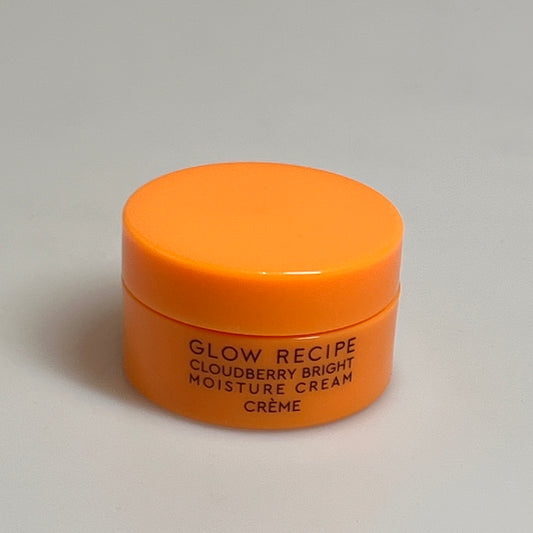 GLOW RECIPE
CLOUDBERRY BRIGHT
MOISTURE CREAM
CRÈME